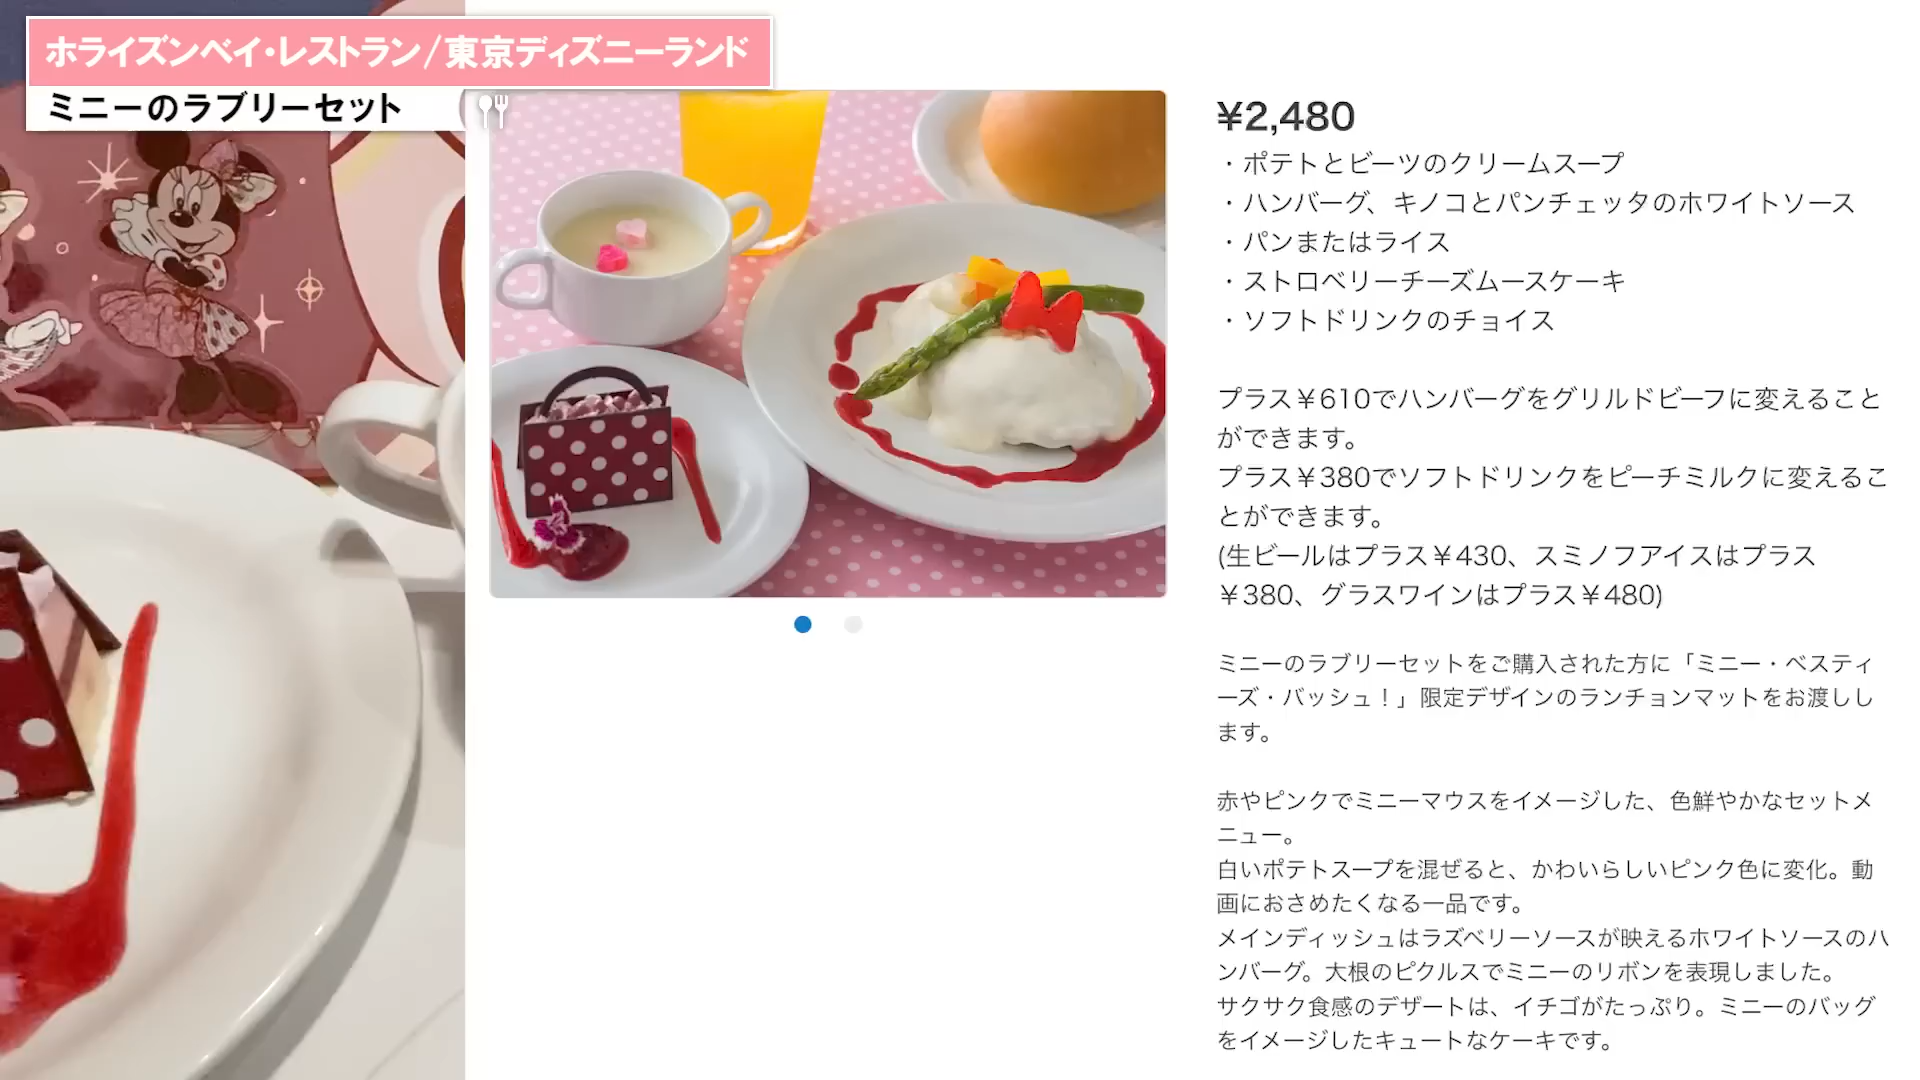 ホライズンベイ・レストラン/東京ディズニーランド
ミニーのラブリーセット
¥2,480
・ポテトとビーツのクリームスープ
・ハンバーグ、キノコとパンチェッタのホワイトソース
・パンまたはライス
・ストロベリーチーズムースケーキ
・ソフトドリンクのチョイス
プラス￥610でハンバーグをグリルドビーフに変えること
ができます。
プラス￥380でソフトドリンクをピーチミルクに変えるこ
とができます。
(生ビールはプラス￥430、スミノフアイスはプラス
￥380、グラスワインはプラス￥480)
ミニーのラブリーセットをご購入された方に「ミニー・ベスティ
ーズ・バッシュ！」限定デザインのランチョンマットをお渡しし
ます。
赤やピンクでミニーマウスをイメージした、色鮮やかなセットメ
ニュー。
白いポテトスープを混ぜると、かわいらしいピンク色に変化。動
画におさめたくなる一品です。
メインディッシュはラズベリーソースが映えるホワイトソースのハ
ンバーグ。大根のピクルスでミニーのリボンを表現しました。
サクサク食感のデザートは、イチゴがたっぷり。ミニーのバッグ
をイメージしたキュートなケーキです。